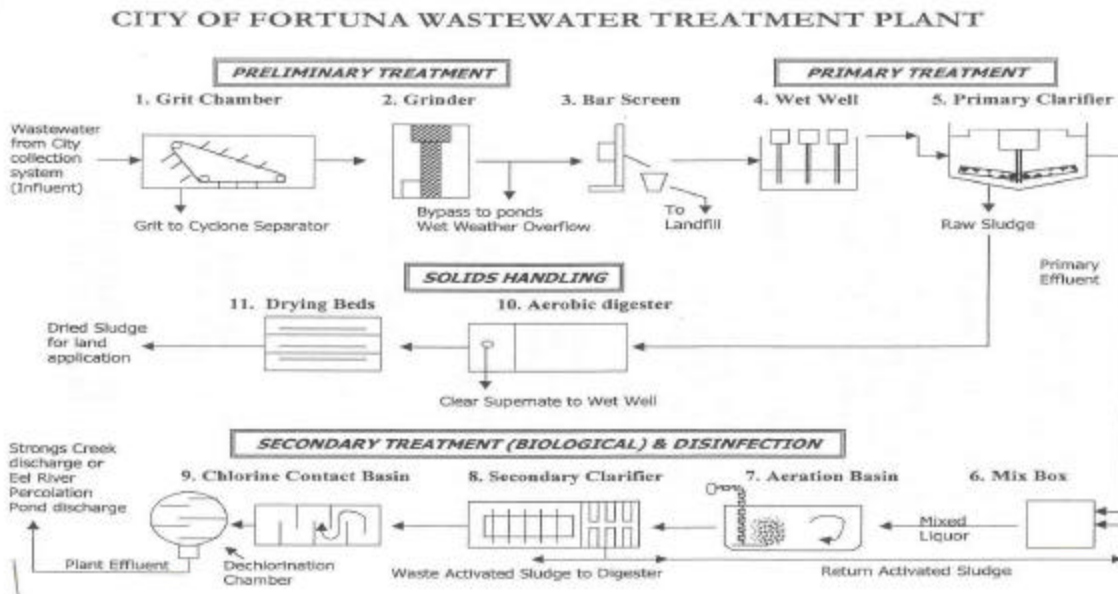 CITY OF FORTUNA WASTEWATER TREATMENT PLANT
PRELIMINARY TREATMENT
PRIMARY TREATMENT
1. Grit Chamber
2. Grinder
3. Bar Screen
4. Wet Well
5. Primary Clarifier
Wastewater
from City
collection
system
(Influent)
Grit to Cyclone Separator
Bypass to ponds
Wet Weather Overflow
To
Landfill
Raw Sludge
Primary
Effluent
SOLIDS HANDLING
11. Drying Beds
10. Aerobic digester
Dried Sludge
for land
application
Clear Supernate to Wet Well
SECONDARY TREATMENT (BIOLOGICAL) & DISINFECTION
Strongs Creek
discharge or
Eel River
Percolation
Pond discharge
9. Chlorine Contact Basin
8. Secondary Clarifier
7. Aeration Basin
6. Mix Box
Mixed
Liquor
Plant Effluent
Dechlorination
Chamber
Waste Activated Sludge to Digester
Return Activated Sludge